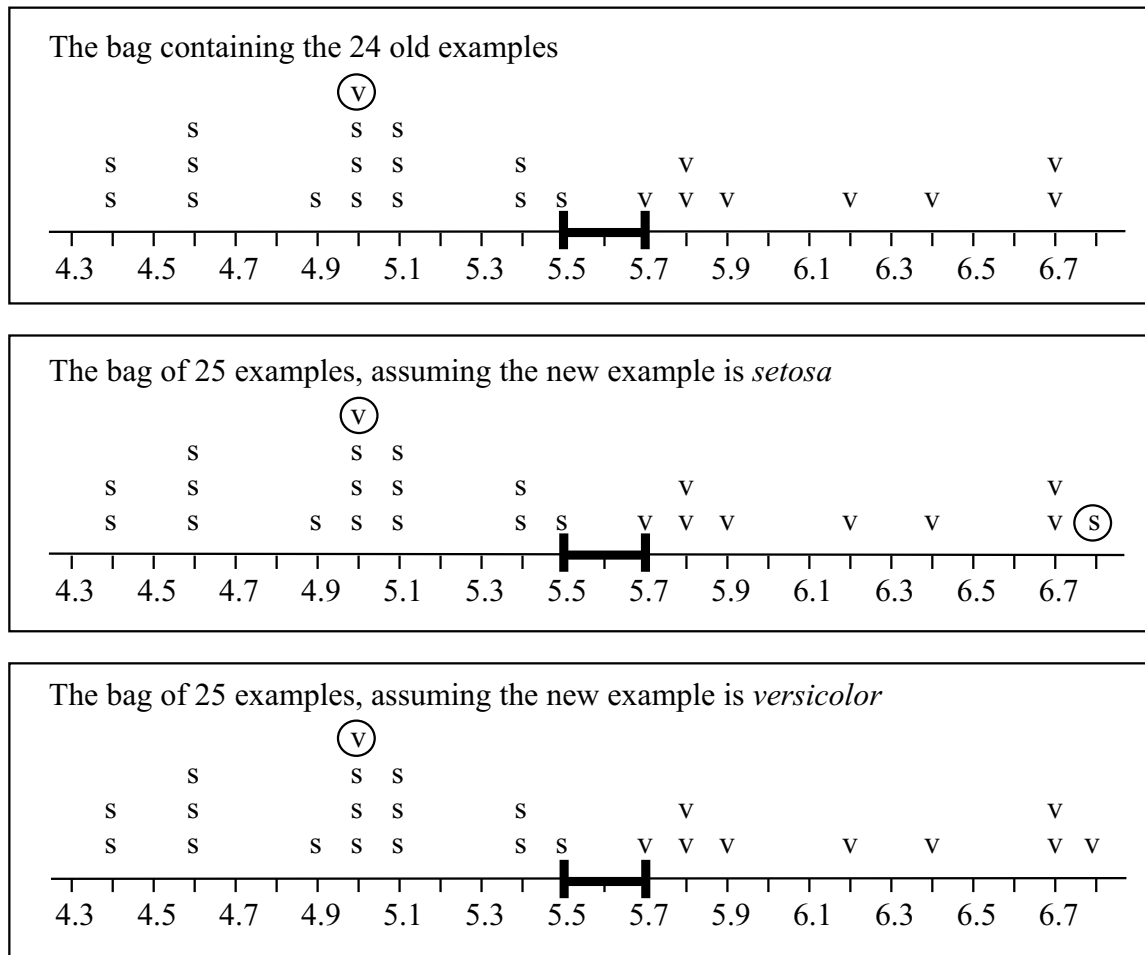 The bag containing the 24 old examples
v
s s s
s s s s s v v
s s s s s s s v v v v v v
4.3 4.5 4.7 4.9 5.1 5.3 5.5 5.7 5.9 6.1 6.3 6.5 6.7
The bag of 25 examples, assuming the new example is setosa
v
s s s
s s s s s v v
s s s s s s s v v v v v v s
4.3 4.5 4.7 4.9 5.1 5.3 5.5 5.7 5.9 6.1 6.3 6.5 6.7
The bag of 25 examples, assuming the new example is versicolor
v
s s s
s s s s s v v
s s s s s s s v v v v v v v
4.3 4.5 4.7 4.9 5.1 5.3 5.5 5.7 5.9 6.1 6.3 6.5 6.7